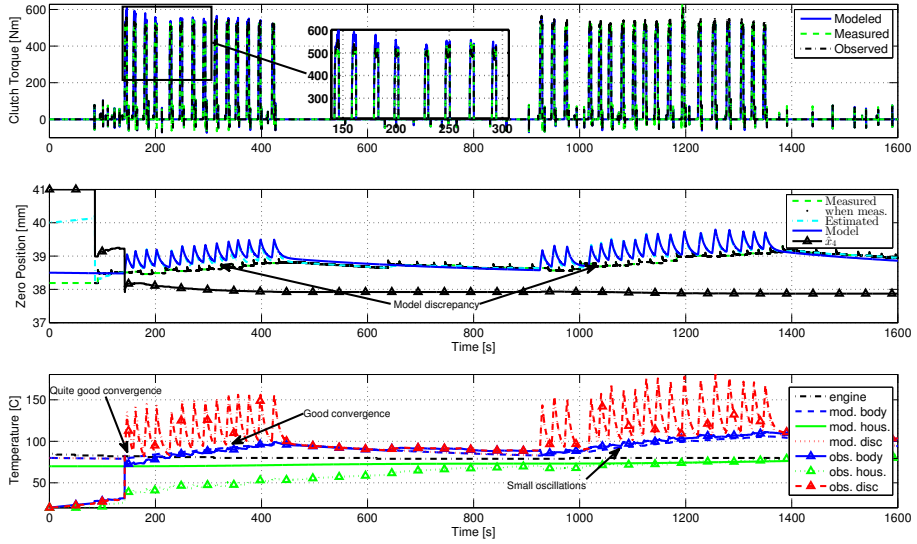 600
400
200
0
Clutch Torque [Nm]
600
500
400
300
150 200 250 300
Modeled
Measured
Observed
0 200 400 600 800 1000 1200 1400 1600
41
40
39
38
37
Zero Position [mm]
Model discrepancy
Measured
when meas.
Estimated
Model
x̂₄
0 200 400 600 800 1000 1200 1400 1600
Time [s]
150
100
50
Temperature [C]
Quite good convergence
Good convergence
Small oscillations
engine
mod. body
mod. hous.
mod. disc
obs. body
obs. hous.
obs. disc
0 200 400 600 800 1000 1200 1400 1600
Time [s]